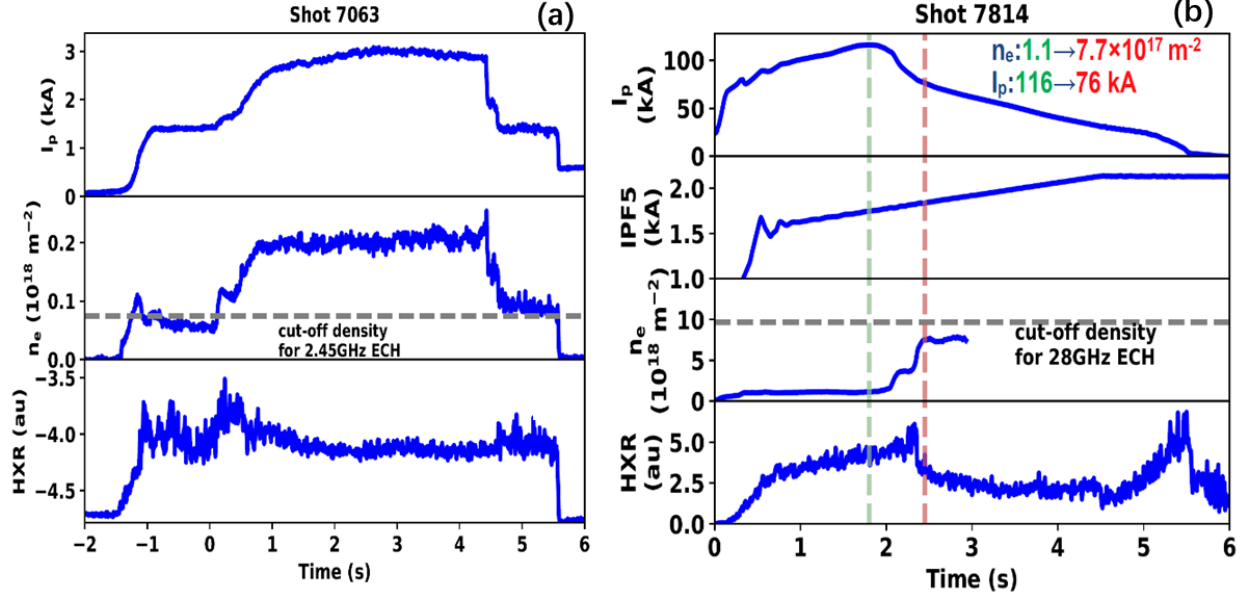 Shot 7063
(a)
I_p (kA)
3
2
1
0
n_e (10^18 m^−2)
0.2
0.1
0.0
cut-off density
for 2.45GHz ECH
HXR (au)
−3.5
−4.0
−4.5
−2 −1 0 1 2 3 4 5 6
Time (s)
Shot 7814
(b)
I_p
(kA)
100
50
0
n_e:1.1→7.7×10^17 m^-2
I_p:116→76 kA
IPF5
(kA)
2.0
1.5
1.0
n_e
(10^18 m^−2)
10
5
0
cut-off density
for 28GHz ECH
HXR
(au)
5.0
2.5
0.0
0 1 2 3 4 5 6
Time (s)